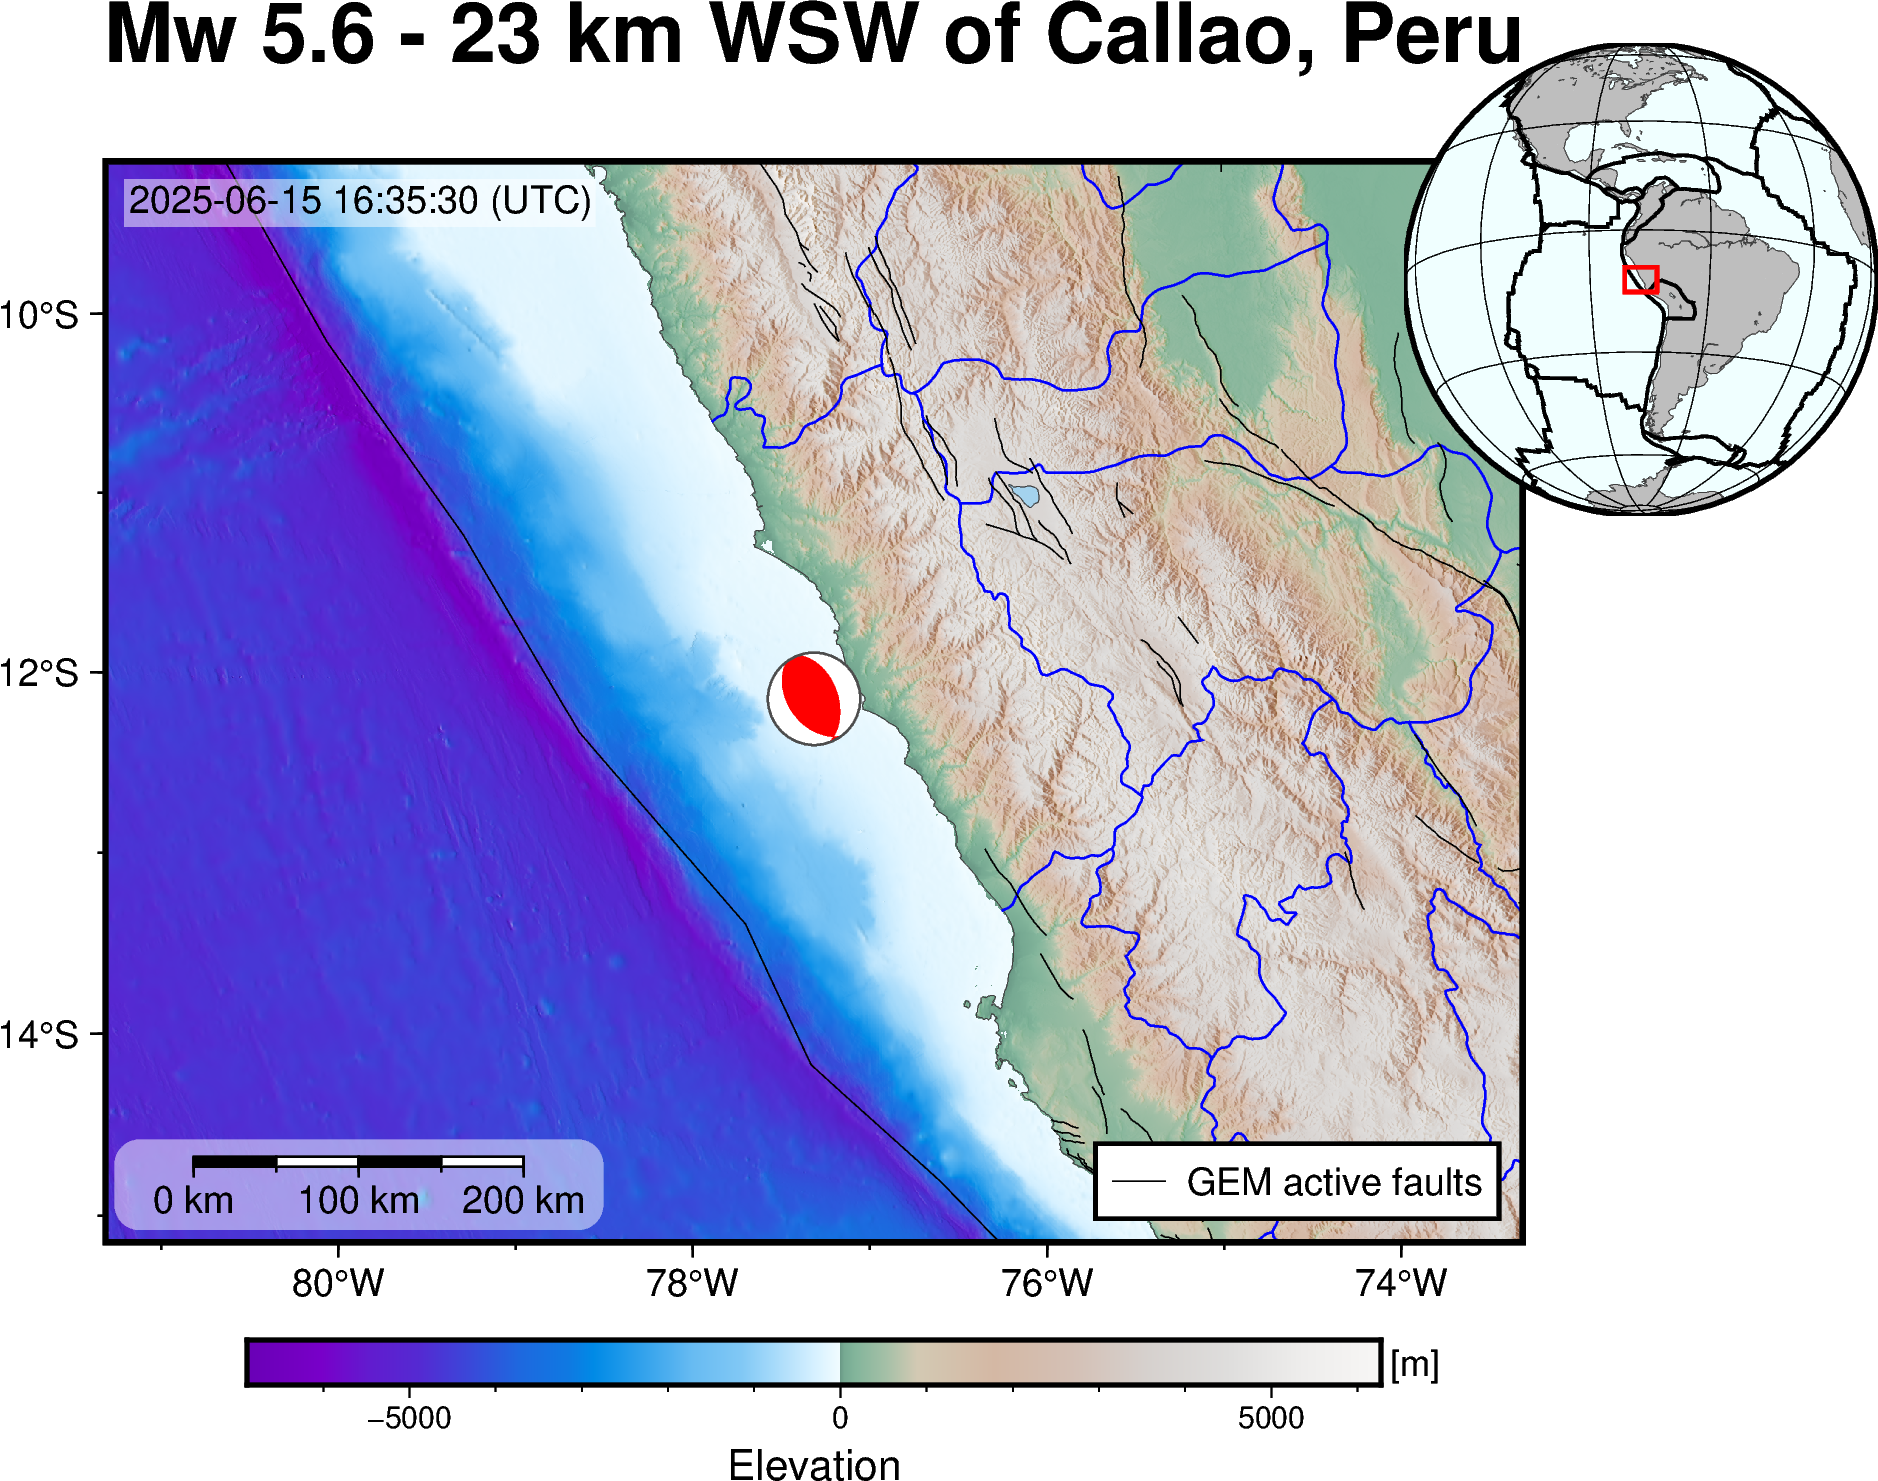 Mw 5.6 - 23 km WSW of Callao, Peru
2025-06-15 16:35:30 (UTC)
10°S
12°S
14°S
0 km 100 km 200 km
GEM active faults
80°W 78°W 76°W 74°W
[m]
−5000 0 5000
Elevation